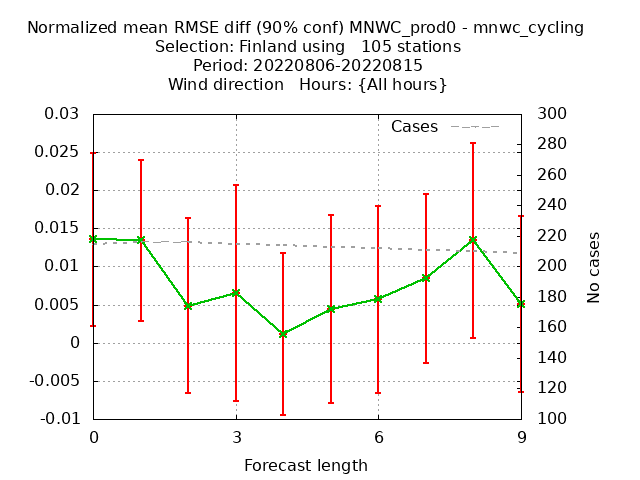 Normalized mean RMSE diff (90% conf) MNWC_prod0 - mnwc_cycling
Selection: Finland using   105 stations
Period: 20220806-20220815
Wind direction   Hours: {All hours}
Cases
0.03
0.025
0.02
0.015
0.01
0.005
0
-0.005
-0.01
300
280
260
240
220
200
180
160
140
120
100
No cases
0 3 6 9
Forecast length